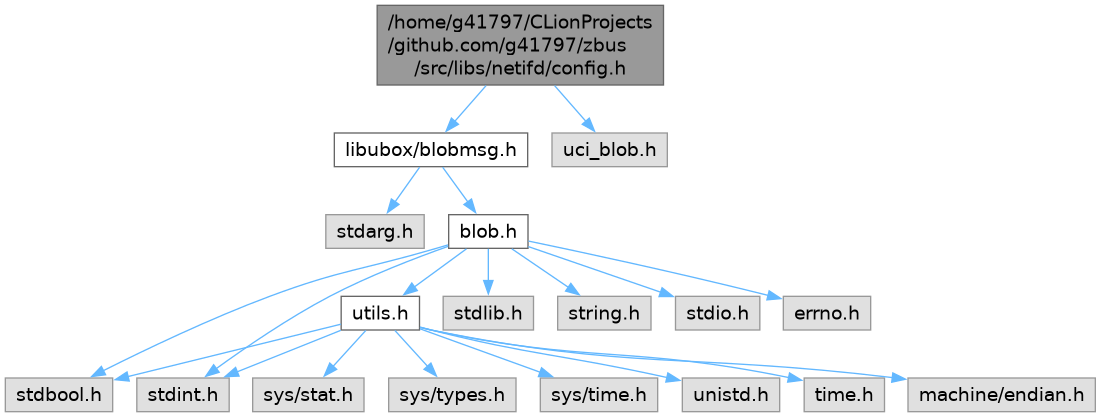 /home/g41797/CLionProjects
/github.com/g41797/zbus
/src/libs/netifd/config.h
libubox/blobmsg.h
uci_blob.h
stdarg.h
blob.h
utils.h
stdlib.h
string.h
stdio.h
errno.h
stdbool.h
stdint.h
sys/stat.h
sys/types.h
sys/time.h
unistd.h
time.h
machine/endian.h